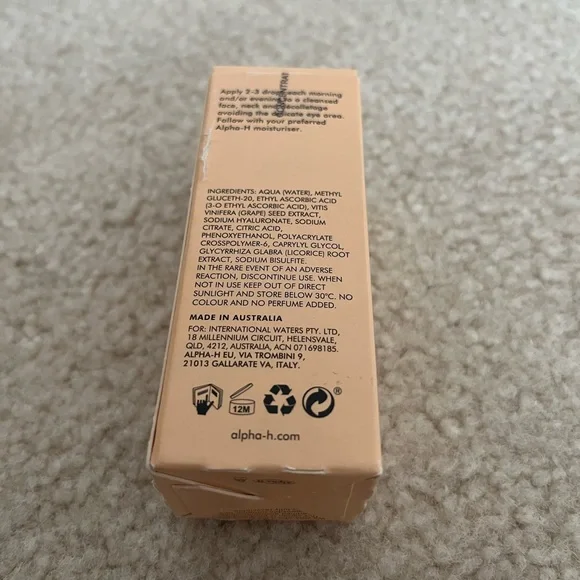 Apply 2-3 drops each morning
and/or evening to a cleansed
face, neck and décolletage
avoiding the delicate eye area.
Follow with your preferred
Alpha-H moisturiser.
INGREDIENTS: AQUA (WATER), METHYL
GLUCETH-20, ETHYL ASCORBIC ACID
(3-O ETHYL ASCORBIC ACID), VITIS
VINIFERA (GRAPE) SEED EXTRACT,
SODIUM HYALURONATE, SODIUM
CITRATE, CITRIC ACID,
PHENOXYETHANOL, POLYACRYLATE
CROSSPOLYMER-6, CAPRYLYL GLYCOL,
GLYCYRRHIZA GLABRA (LICORICE) ROOT
EXTRACT, SODIUM BISULFITE.
IN THE RARE EVENT OF AN ADVERSE
REACTION, DISCONTINUE USE. WHEN
NOT IN USE KEEP OUT OF DIRECT
SUNLIGHT AND STORE BELOW 30°C. NO
COLOUR AND NO PERFUME ADDED.
MADE IN AUSTRALIA
FOR: INTERNATIONAL WATERS PTY. LTD,
18 MILLENNIUM CIRCUIT, HELENSVALE,
QLD, 4212, AUSTRALIA, ACN 071698185.
ALPHA-H EU, VIA TROMBINI 9,
21013 GALLARATE VA, ITALY.
12M
®
alpha-h.com